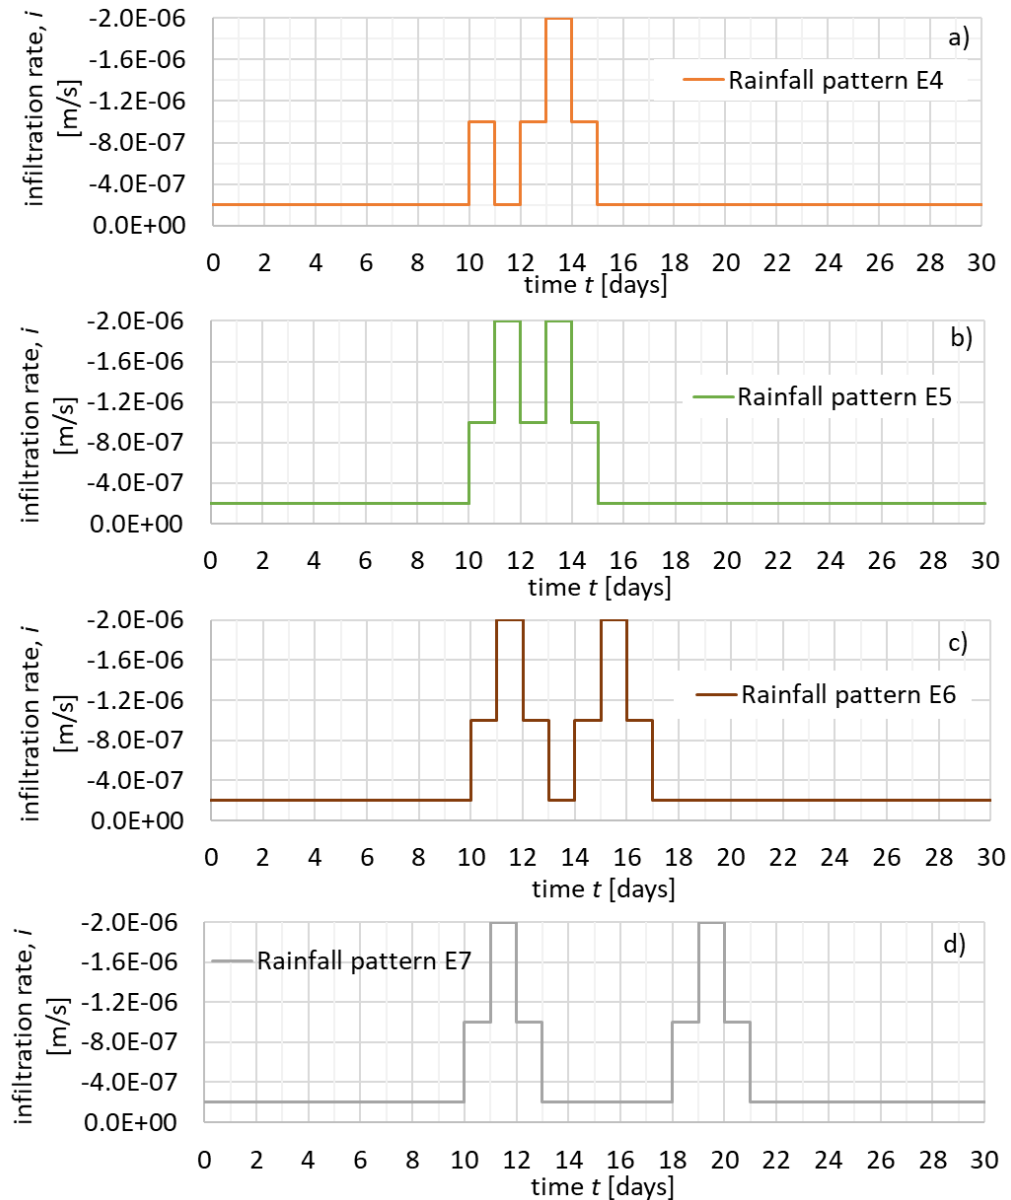 infiltration rate, i
[m/s]
-2.0E-06
-1.6E-06
-1.2E-06
-8.0E-07
-4.0E-07
0.0E+00
a)
Rainfall pattern E4
0 2 4 6 8 10 12 14 16 18 20 22 24 26 28 30
time t [days]
infiltration rate, i
[m/s]
-2.0E-06
-1.6E-06
-1.2E-06
-8.0E-07
-4.0E-07
0.0E+00
b)
Rainfall pattern E5
0 2 4 6 8 10 12 14 16 18 20 22 24 26 28 30
time t [days]
infiltration rate, i
[m/s]
-2.0E-06
-1.6E-06
-1.2E-06
-8.0E-07
-4.0E-07
0.0E+00
c)
Rainfall pattern E6
0 2 4 6 8 10 12 14 16 18 20 22 24 26 28 30
time t [days]
infiltration rate, i
[m/s]
-2.0E-06
-1.6E-06
-1.2E-06
-8.0E-07
-4.0E-07
0.0E+00
d)
Rainfall pattern E7
0 2 4 6 8 10 12 14 16 18 20 22 24 26 28 30
time t [days]